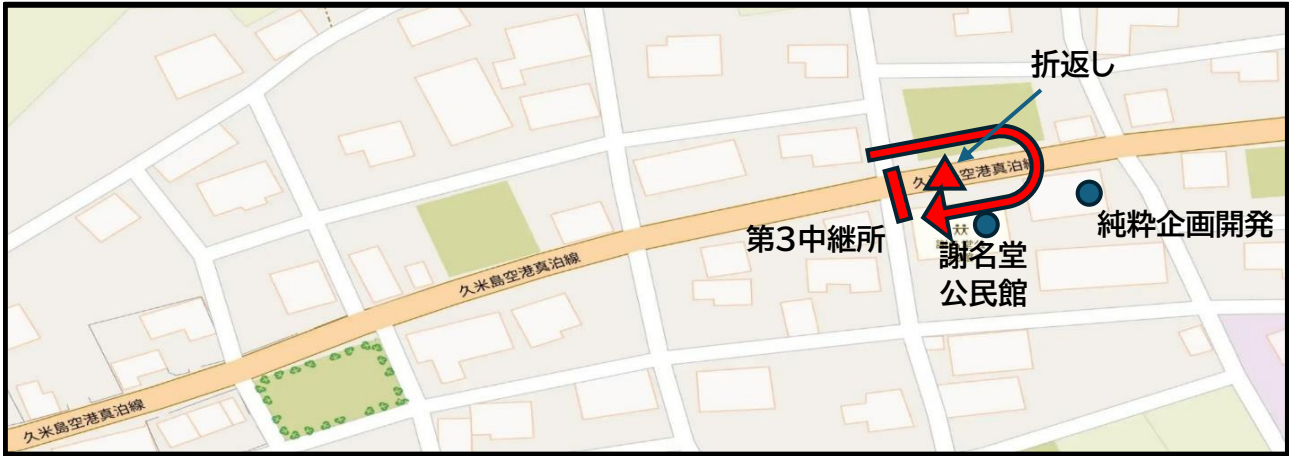 折返し
久米島空港真泊線
純粋企画開発
第3中継所
謝名堂
公民館
久米島空港真泊線
久米島空港真泊線